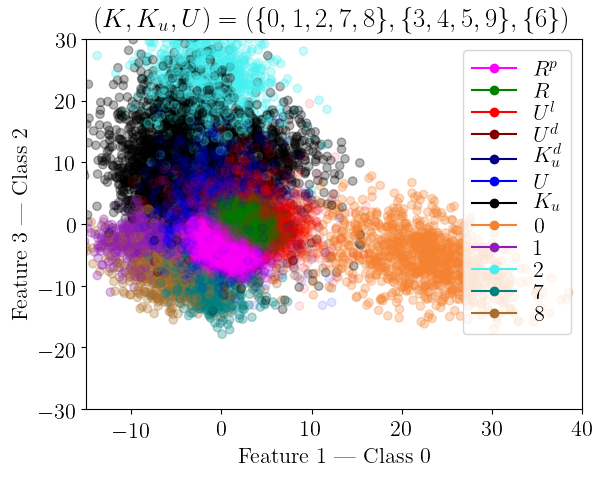 (K, K_u, U) = ({0, 1, 2, 7, 8}, {3, 4, 5, 9}, {6})
30
20
10
0
−10
−20
−30
−10
0
10
20
30
40
Feature 3 — Class 2
Feature 1 — Class 0
R^p
R
U^l
U^d
K_u^d
U
K_u
0
1
2
7
8